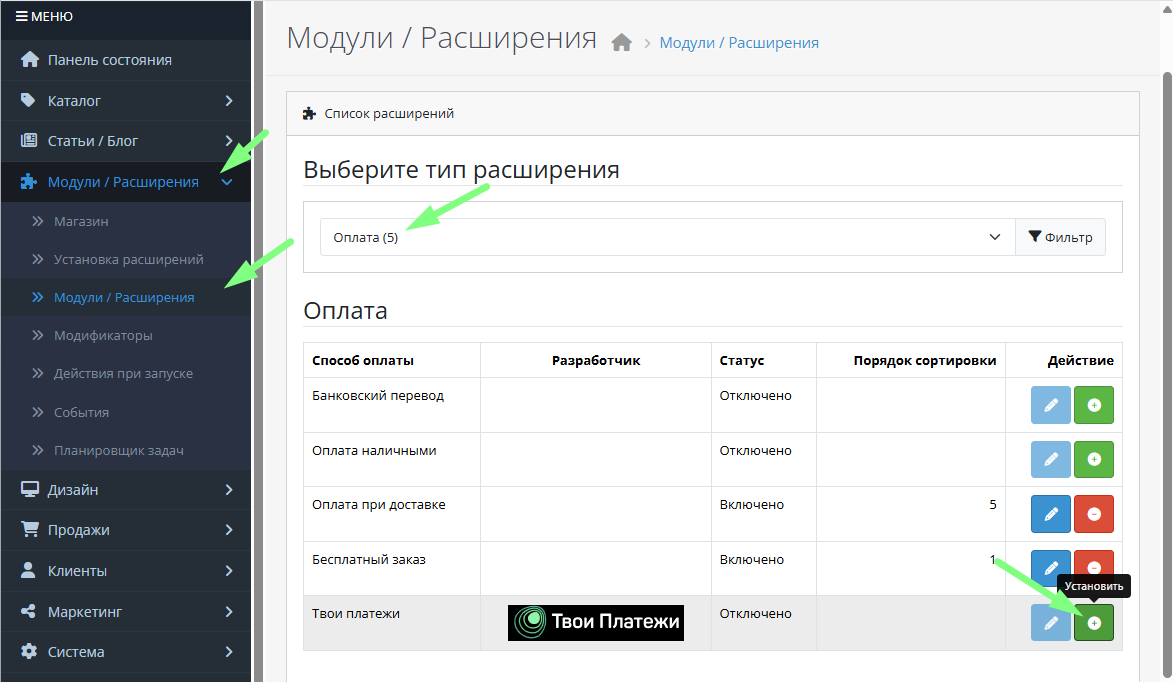 МЕНЮ
Панель состояния
Каталог
Статьи / Блог
Модули / Расширения
Магазин
Установка расширений
Модули / Расширения
Модификаторы
Действия при запуске
События
Планировщик задач
Дизайн
Продажи
Клиенты
Маркетинг
Система
Модули / Расширения Модули / Расширения
Список расширений
Выберите тип расширения
Оплата (5) Фильтр
Оплата
Способ оплаты Разработчик Статус Порядок сортировки Действие
Банковский перевод Отключено
Оплата наличными Отключено
Оплата при доставке Включено 5
Бесплатный заказ Включено 1
Установить
Твои платежи Твои Платежи Отключено